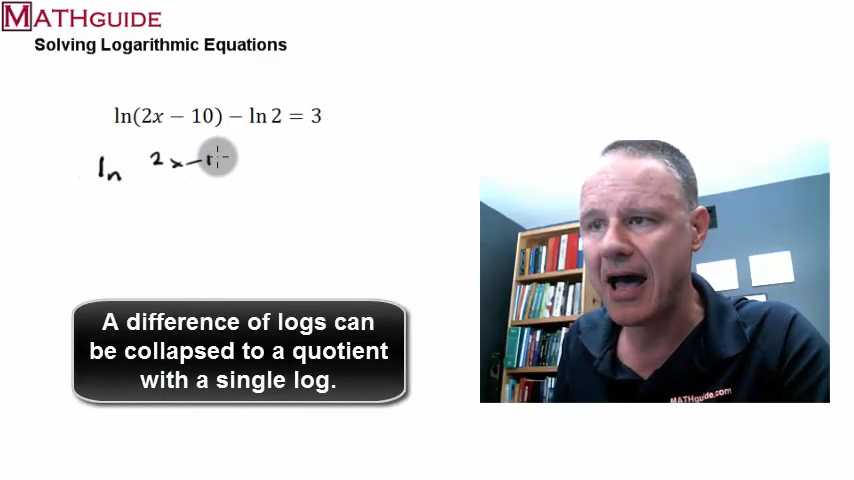 MATHGUIDE
Solving Logarithmic Equations
ln(2x − 10) − ln 2 = 3
ln 2x − 1
A difference of logs can
be collapsed to a quotient
with a single log.
MATHguide.com